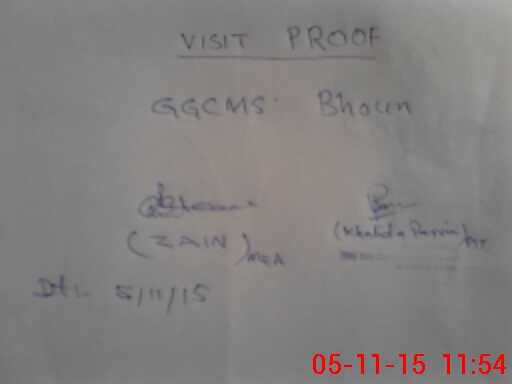 VISIT PROOF
GGCMS. Bhoun
(ZAIN) MEA
(Khalida Parvin)
Dt:- 5/11/15
05-11-15 11:54